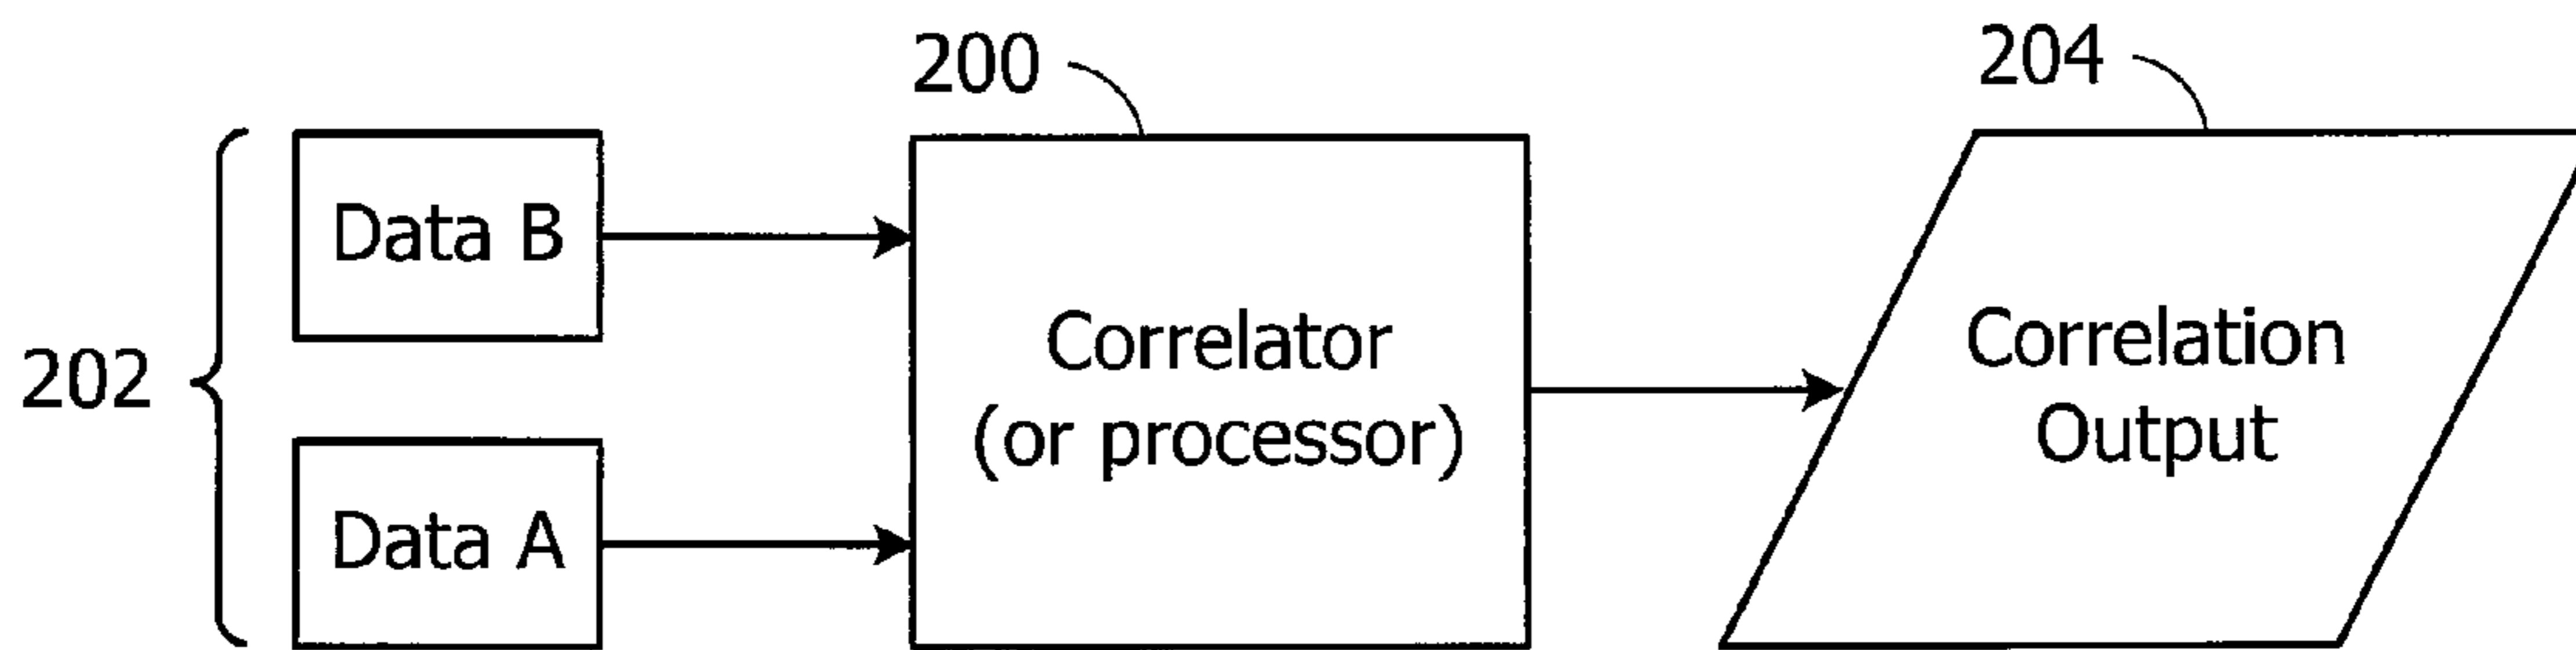 200
204
Data B
202
Data A
Correlator
(or processor)
Correlation
Output